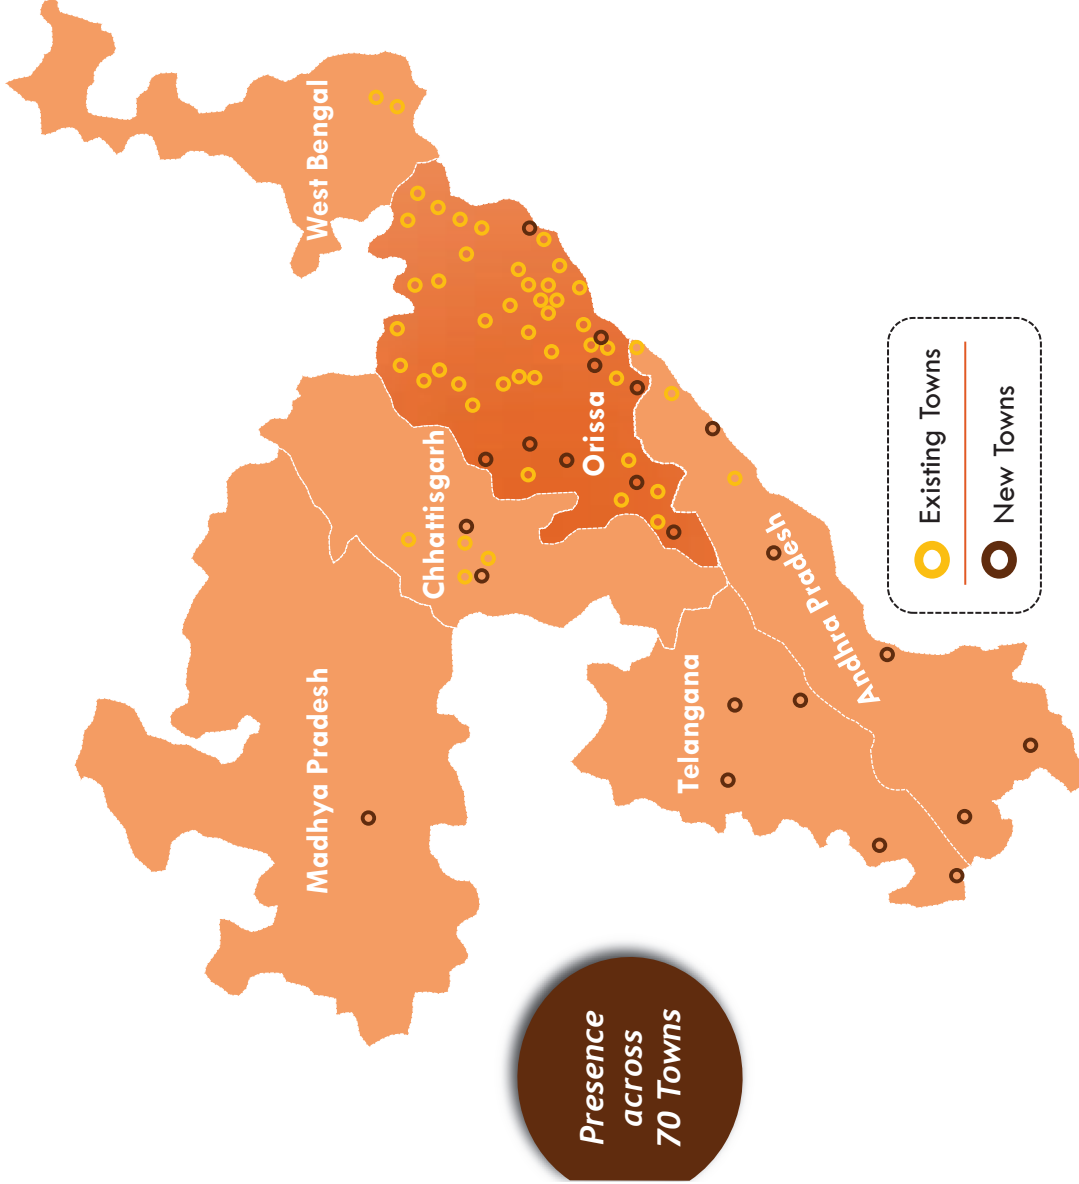 West Bengal
Madhya Pradesh
Chhattisgarh
Orissa
Telangana
Andhra Pradesh
Existing Towns
New Towns
Presence
across
70 Towns